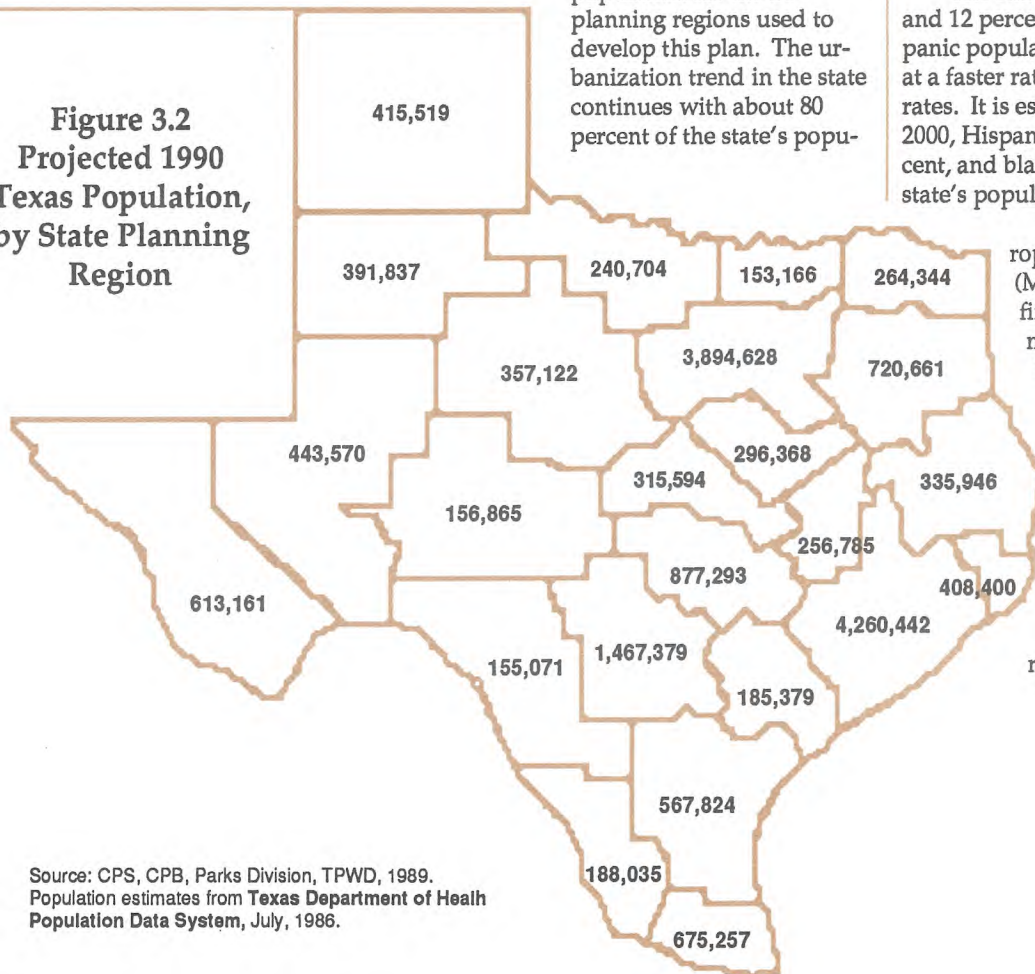 Figure 3.2
Projected 1990
Texas Population,
by State Planning
Region
planning regions used to
develop this plan. The ur-
banization trend in the state
continues with about 80
percent of the state's popu-
and 12 perce
panic popula
at a faster rat
rates. It is es
2000, Hispan
cent, and bla
state's popul
rop
(M
fi
n
415,519
391,837
240,704
153,166
264,344
357,122
3,894,628
720,661
443,570
296,368
315,594
335,946
156,865
256,785
877,293
408,400
613,161
4,260,442
1,467,379
155,071
185,379
r
567,824
188,035
675,257
Source: CPS, CPB, Parks Division, TPWD, 1989.
Population estimates from Texas Department of Healh
Population Data System, July, 1986.